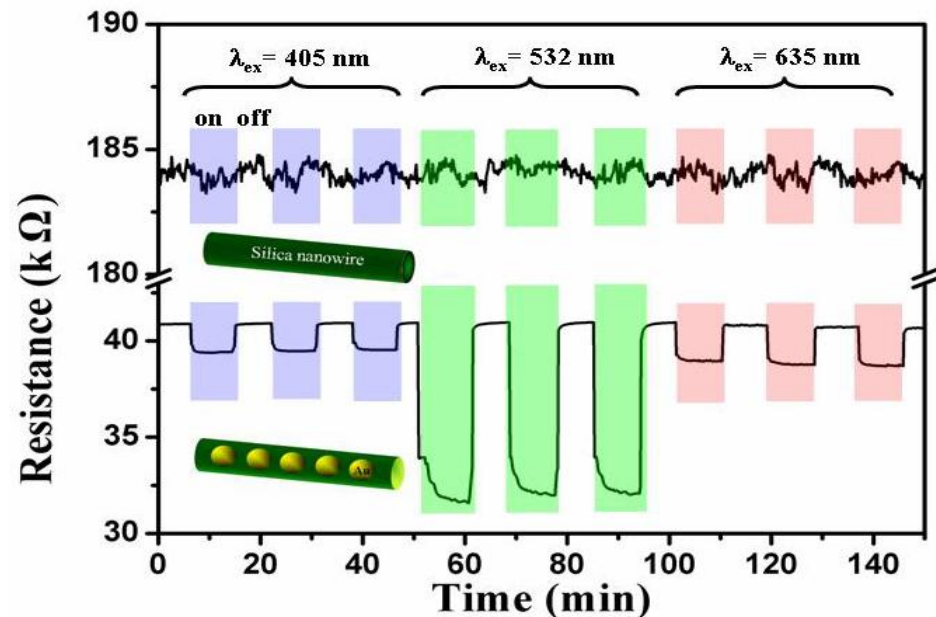 190
λex= 405 nm
λex= 532 nm
λex= 635 nm
on off
185
Silica nanowire
180
40
35
Au
30
0
20
40
60
80
100
120
140
Resistance (k Ω)
Time (min)